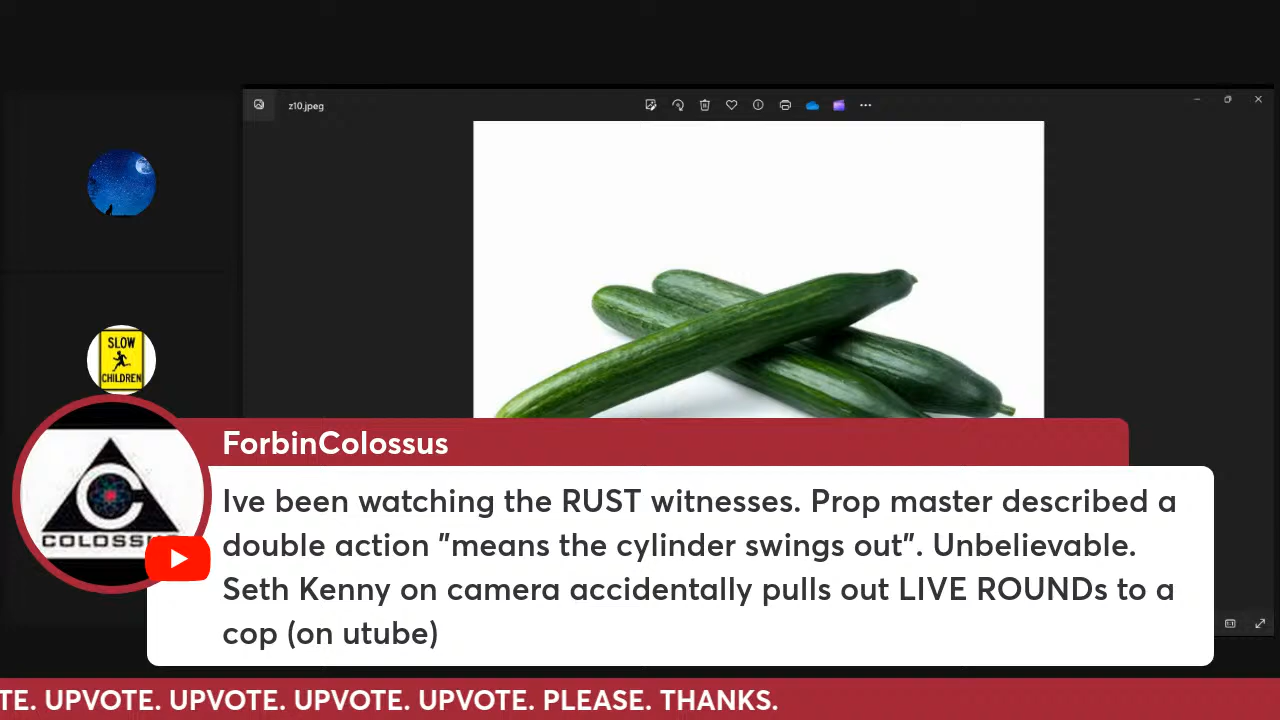 z10.jpeg
SLOW
CHILDREN
ForbinColossus
Ive been watching the RUST witnesses. Prop master described a
double action "means the cylinder swings out". Unbelievable.
Seth Kenny on camera accidentally pulls out LIVE ROUNDs to a
cop (on utube)
C
COLOSSUS
TE. UPVOTE. UPVOTE. UPVOTE. UPVOTE. PLEASE. THANKS.